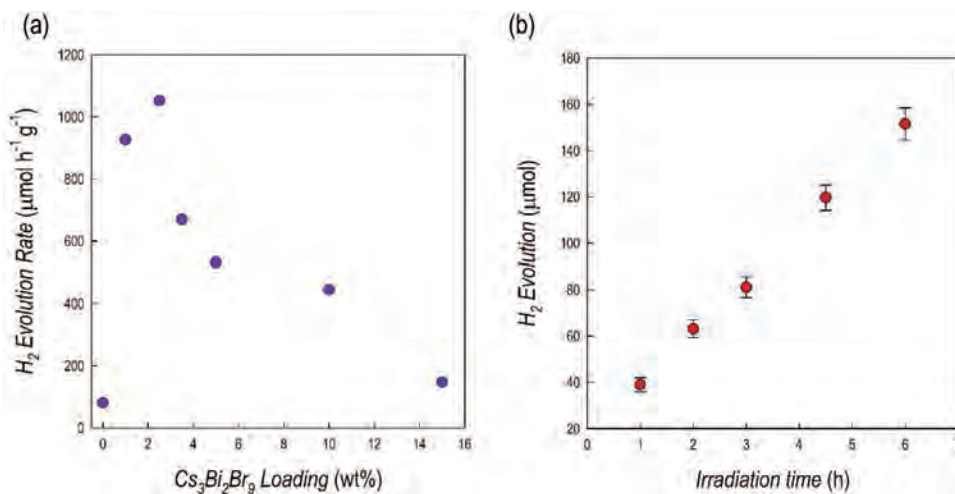 (a)
(b)
H₂ Evolution Rate (μmol h⁻¹ g⁻¹)
1200
1000
800
600
400
200
0
0 2 4 6 8 10 12 14 16
Cs₃Bi₂Br₉ Loading (wt%)
H₂ Evolution (μmol)
180
160
140
120
100
80
60
40
20
0 1 2 3 4 5 6
Irradiation time (h)